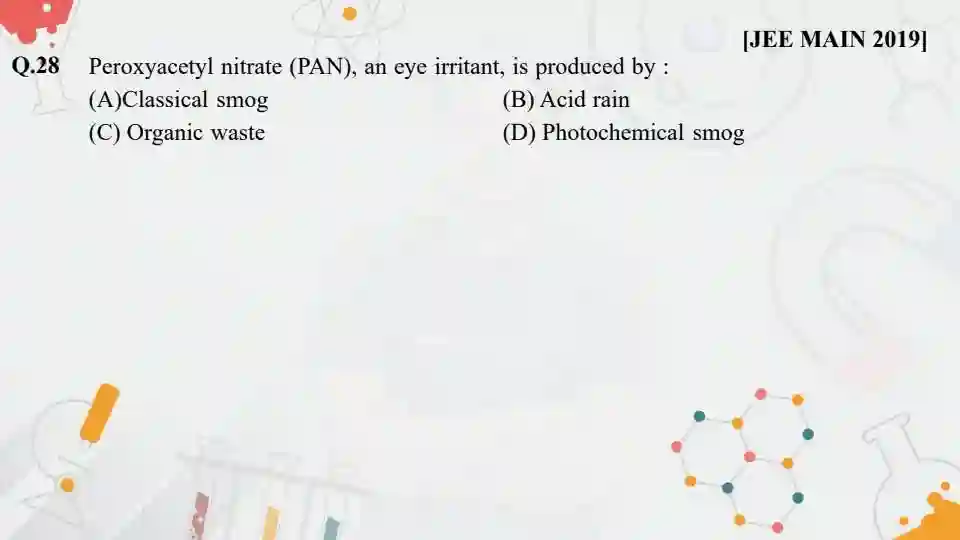 [JEE MAIN 2019]
Q.28 Peroxyacetyl nitrate (PAN), an eye irritant, is produced by :
(A)Classical smog (B) Acid rain
(C) Organic waste (D) Photochemical smog